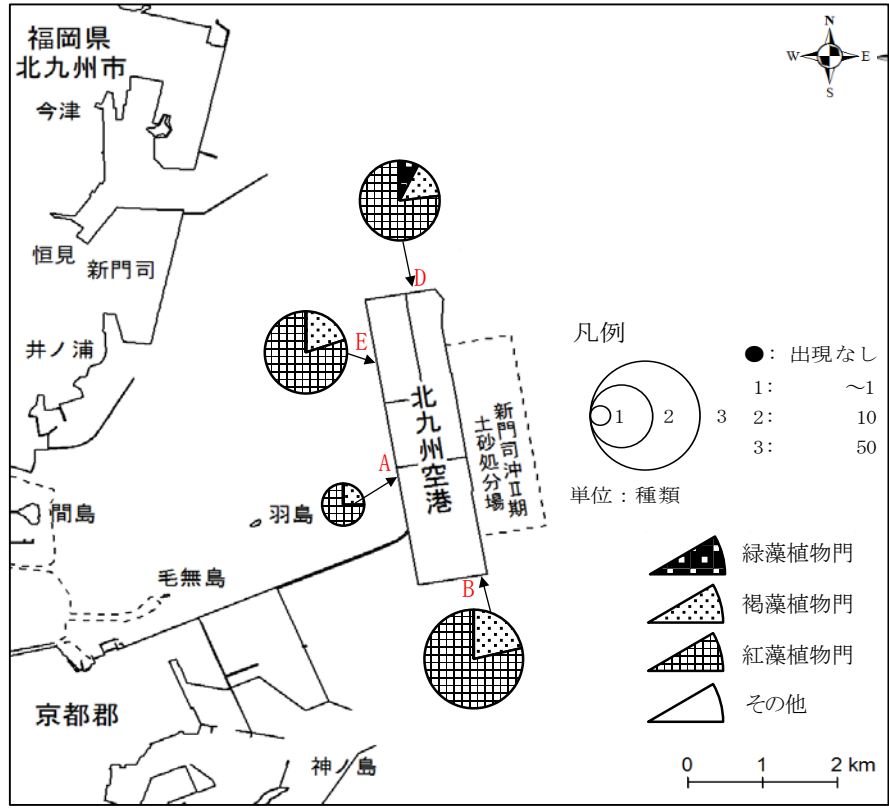 福岡県
北九州市
今津
恒見
新門司
井ノ浦
間島
羽島
毛無島
京都郡
神ノ島
N
W
E
S
D
E
A
B
北九州空港
新門司沖Ⅱ期
土砂処分場
凡例
1
2
3
●： 出現なし
1： ～1
2： 10
3： 50
単位：種類
緑藻植物門
褐藻植物門
紅藻植物門
その他
0 1 2 km